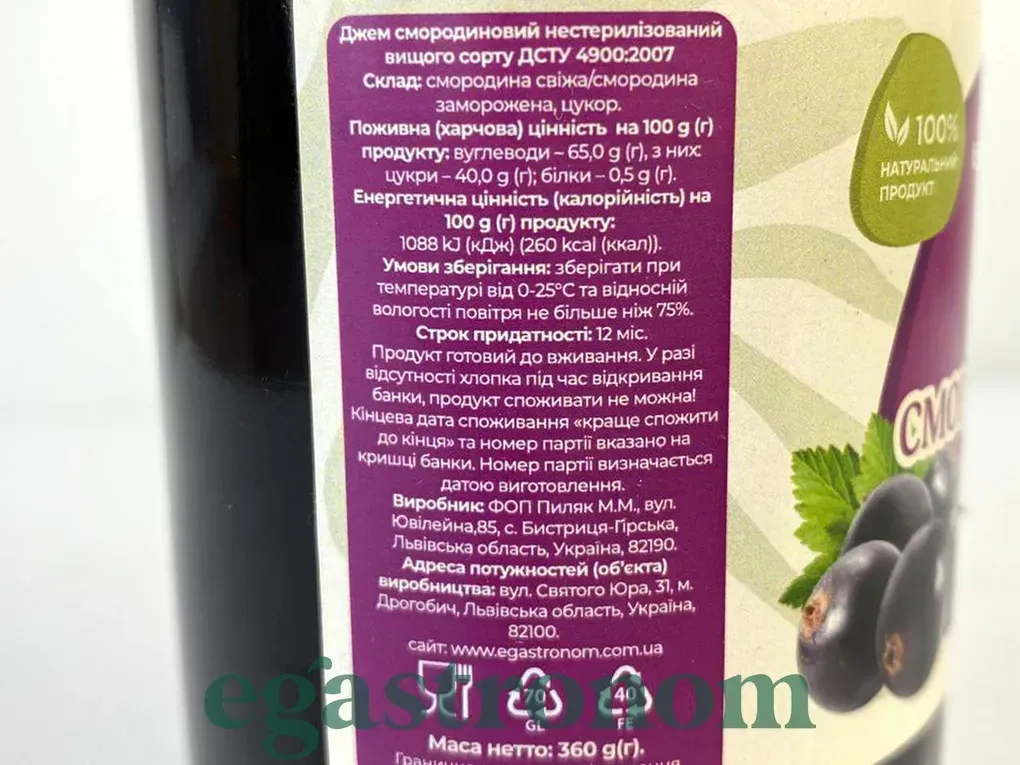 Джем смородиновий нестерилізований
вищого сорту ДСТУ 4900:2007
Склад: смородина свіжа/смородина
заморожена, цукор.
Поживна (харчова) цінність на 100 g (г)
продукту: вуглеводи – 65,0 g (г), з них:
цукри – 40,0 g (г); білки – 0,5 g (г).
Енергетична цінність (калорійність) на
100 g (г) продукту:
1088 kJ (кДж) (260 kcal (ккал)).
Умови зберігання: зберігати при
температурі від 0-25°С та відносній
вологості повітря не більше ніж 75%.
Строк придатності: 12 міс.
Продукт готовий до вживання. У разі
відсутності хлопка під час відкривання
банки, продукт споживати не можна!
Кінцева дата споживання «краще спожити
до кінця» та номер партії вказано на
кришці банки. Номер партії визначається
датою виготовлення.
Виробник: ФОП Пиляк М.М., вул.
Ювілейна,85, с. Бистриця-Гірська,
Львівська область, Україна, 82190.
Адреса потужностей (об'єкта)
виробництва: вул. Святого Юра, 31, м.
Дрогобич, Львівська область, Україна,
82100.
сайт: www.egastronom.com.ua
70 40
GL FE
Маса нетто: 360 g(г).
100%
НАТУРАЛЬНИЙ
ПРОДУКТ
СМО
egastronom